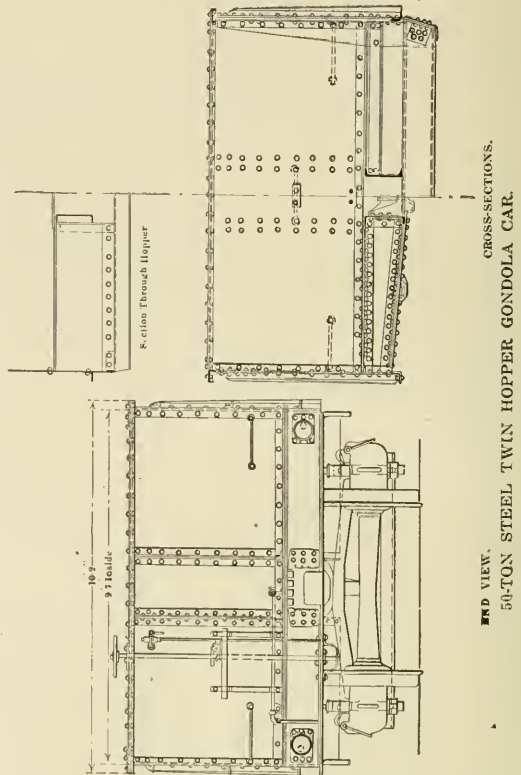 Section Through Hopper
10-2
9 7 Inside
END VIEW.
CROSS-SECTIONS.
50-TON STEEL TWIN HOPPER GONDOLA CAR.